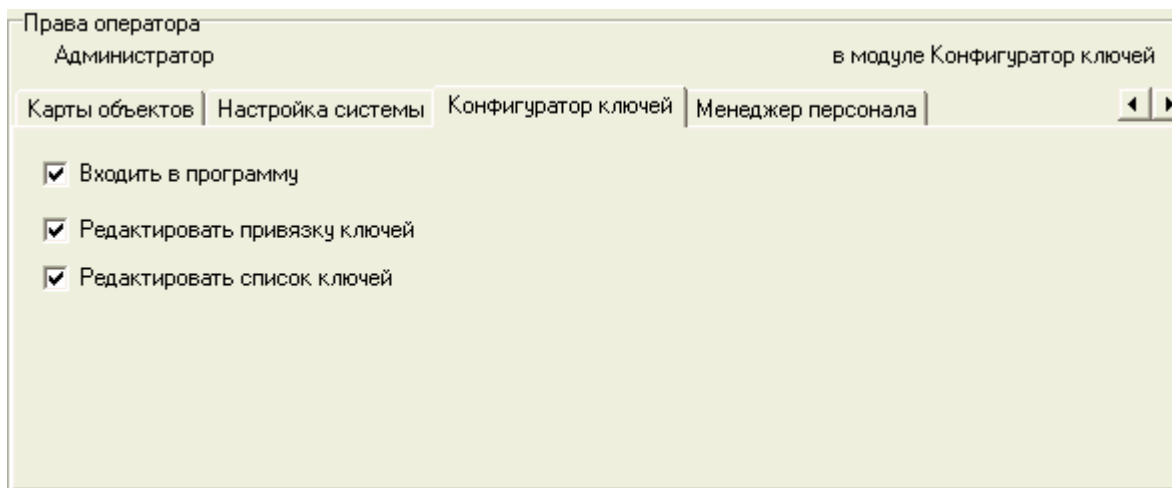 Права оператора
Администратор в модуле Конфигуратор ключей
Карты объектов Настройка системы Конфигуратор ключей Менеджер персонала
Входить в программу
Редактировать привязку ключей
Редактировать список ключей